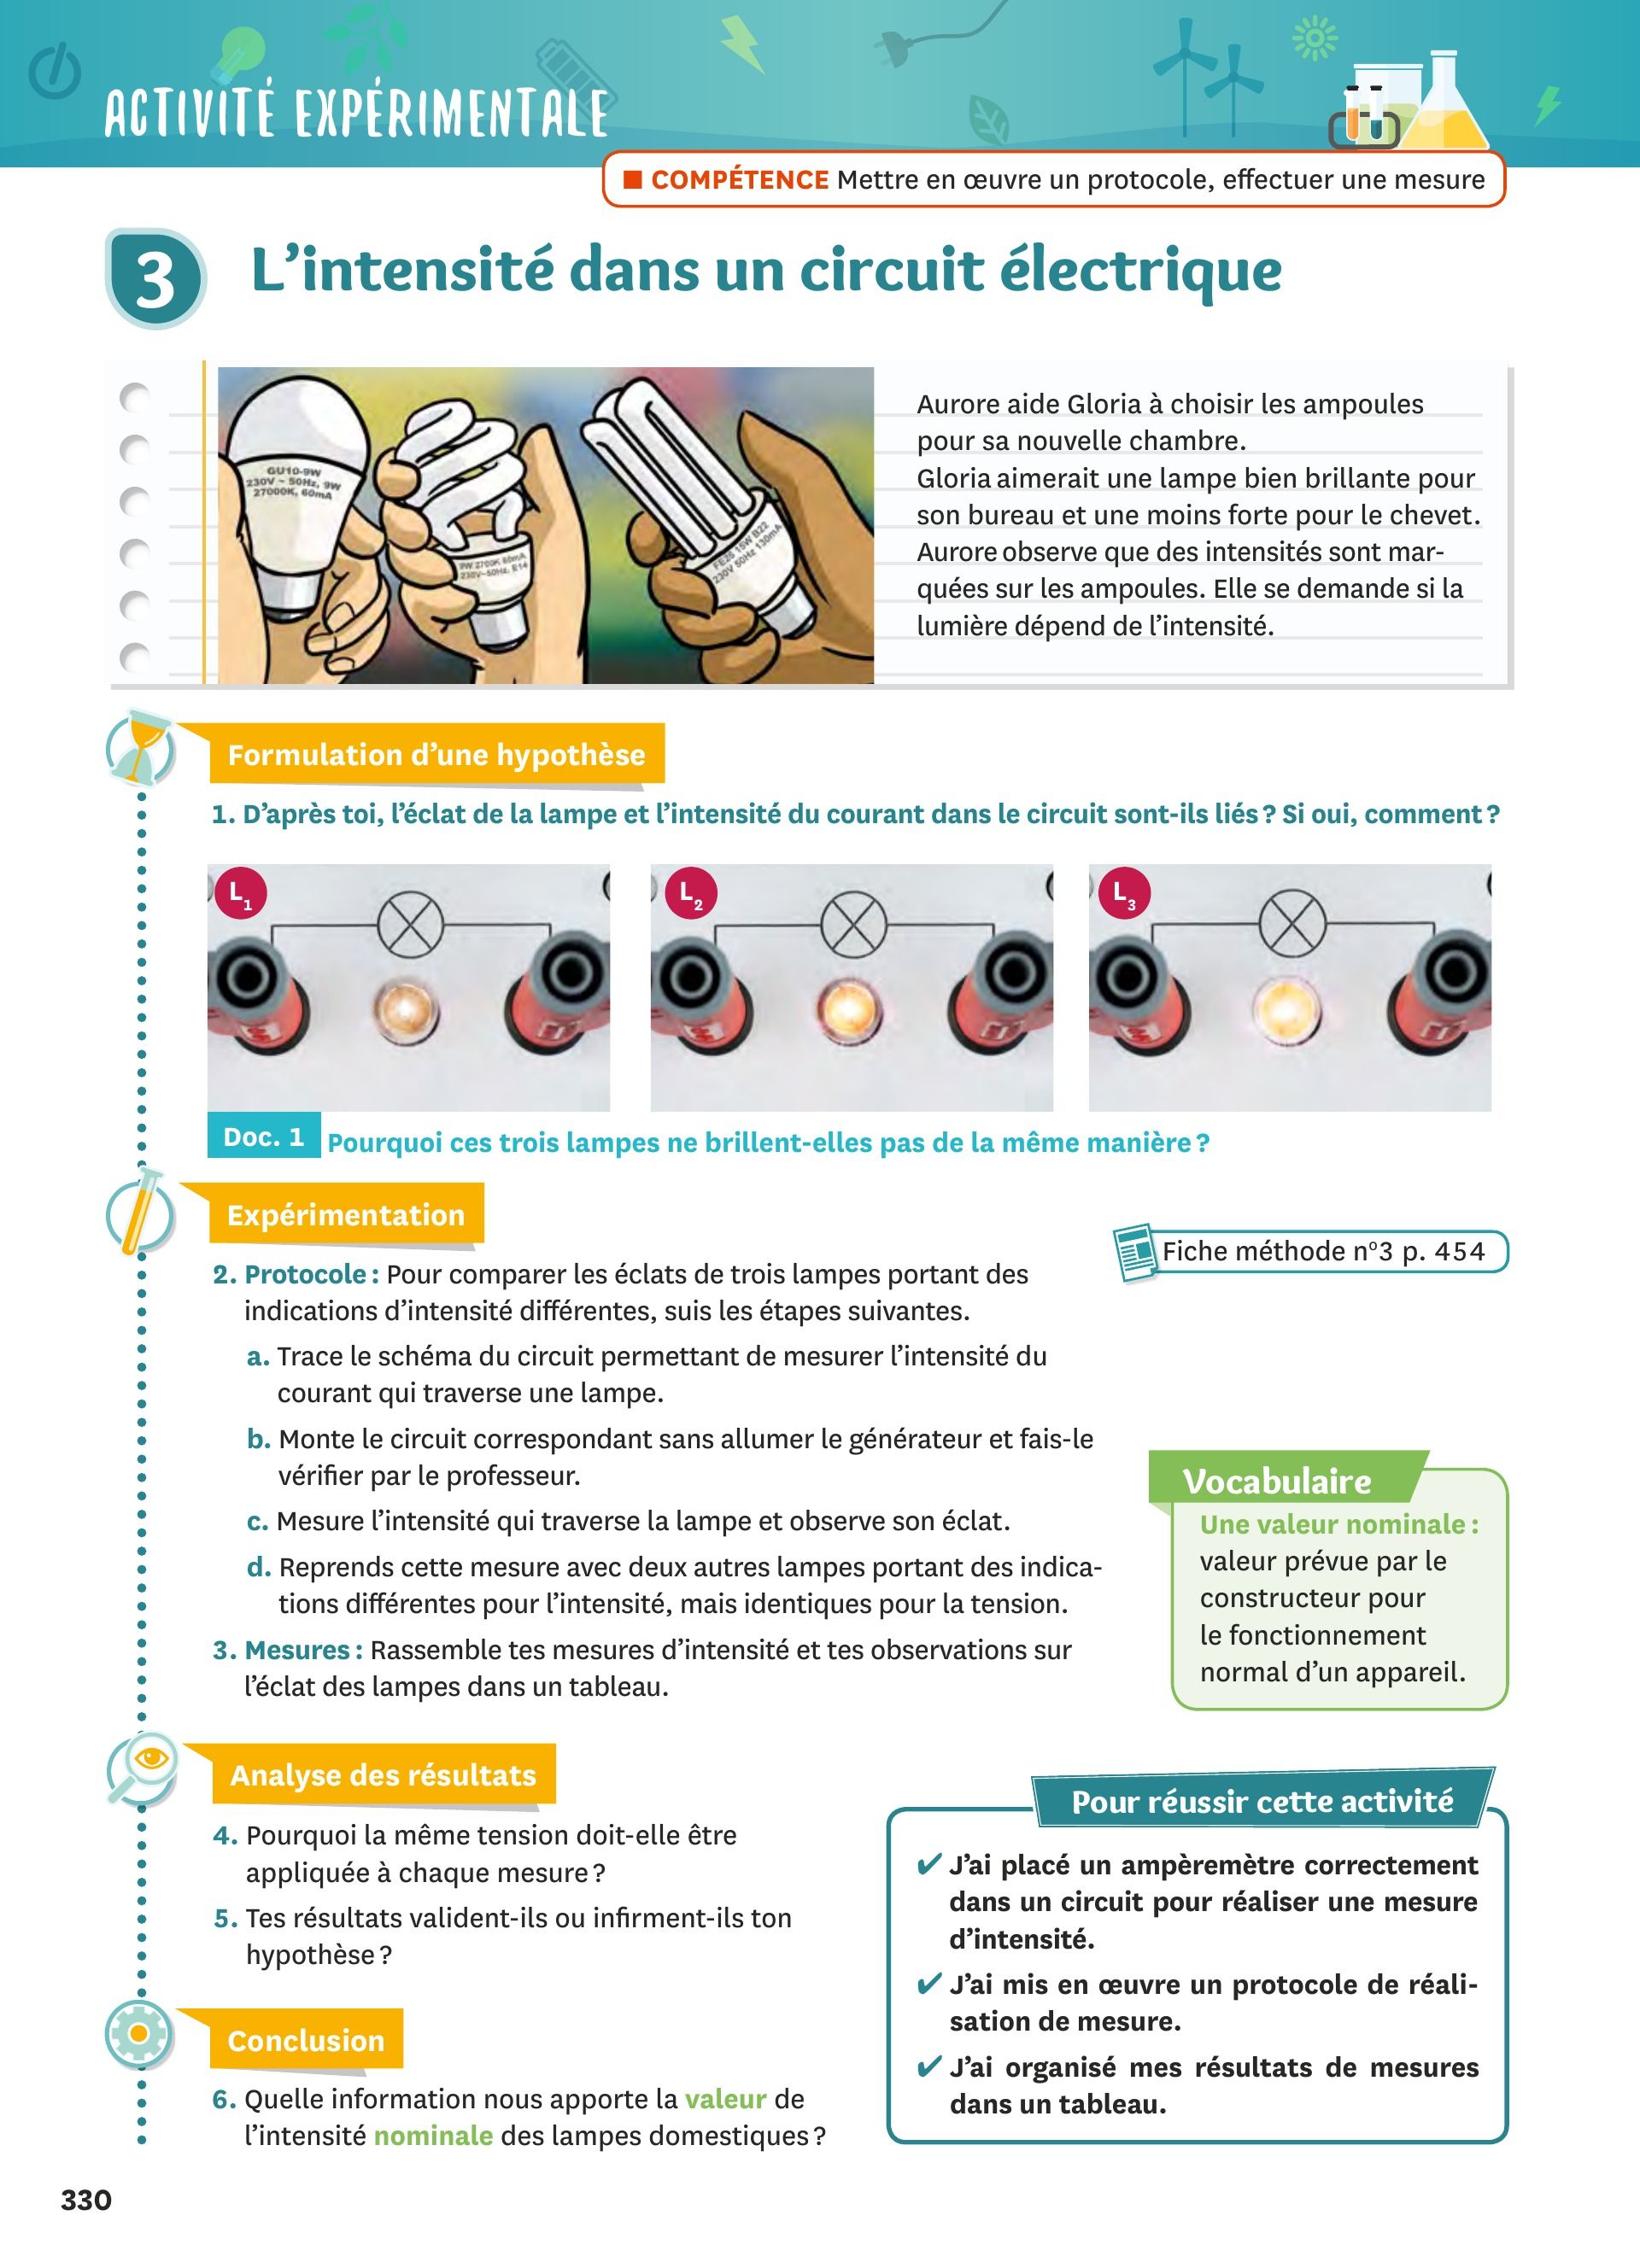 ACTIVITÉ EXPÉRIMENTALE
■ COMPÉTENCE Mettre en œuvre un protocole, effectuer une mesure
3 L’intensité dans un circuit électrique
GU10-9W
230V ~ 50Hz, 9W
27000K, 60mA
9W 2700K 60mA
230V~50Hz, E14
FE25 15W B22
230V 50Hz 130mA
Aurore aide Gloria à choisir les ampoules
pour sa nouvelle chambre.
Gloria aimerait une lampe bien brillante pour
son bureau et une moins forte pour le chevet.
Aurore observe que des intensités sont mar-
quées sur les ampoules. Elle se demande si la
lumière dépend de l’intensité.
Formulation d’une hypothèse
1. D’après toi, l’éclat de la lampe et l’intensité du courant dans le circuit sont-ils liés ? Si oui, comment ?
L1
L2
L3
Doc. 1 Pourquoi ces trois lampes ne brillent-elles pas de la même manière ?
Expérimentation
Fiche méthode n°3 p. 454
2. Protocole : Pour comparer les éclats de trois lampes portant des
indications d’intensité différentes, suis les étapes suivantes.
a. Trace le schéma du circuit permettant de mesurer l’intensité du
courant qui traverse une lampe.
b. Monte le circuit correspondant sans allumer le générateur et fais-le
vérifier par le professeur.
c. Mesure l’intensité qui traverse la lampe et observe son éclat.
d. Reprends cette mesure avec deux autres lampes portant des indica-
tions différentes pour l’intensité, mais identiques pour la tension.
3. Mesures : Rassemble tes mesures d’intensité et tes observations sur
l’éclat des lampes dans un tableau.
Vocabulaire
Une valeur nominale :
valeur prévue par le
constructeur pour
le fonctionnement
normal d’un appareil.
Analyse des résultats
4. Pourquoi la même tension doit-elle être
appliquée à chaque mesure ?
5. Tes résultats valident-ils ou infirment-ils ton
hypothèse ?
Conclusion
6. Quelle information nous apporte la valeur de
l’intensité nominale des lampes domestiques ?
Pour réussir cette activité
✔ J’ai placé un ampèremètre correctement
dans un circuit pour réaliser une mesure
d’intensité.
✔ J’ai mis en œuvre un protocole de réali-
sation de mesure.
✔ J’ai organisé mes résultats de mesures
dans un tableau.
330